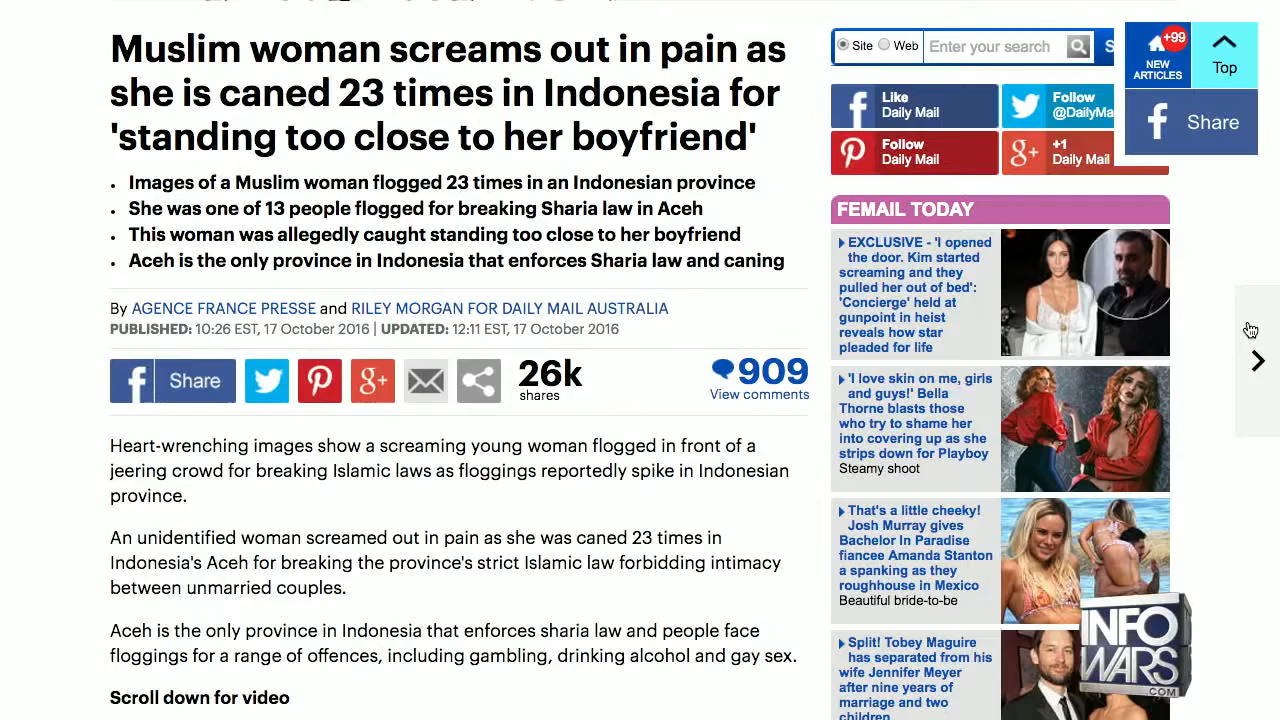 Muslim woman screams out in pain as
she is caned 23 times in Indonesia for
'standing too close to her boyfriend'
Images of a Muslim woman flogged 23 times in an Indonesian province
She was one of 13 people flogged for breaking Sharia law in Aceh
This woman was allegedly caught standing too close to her boyfriend
Aceh is the only province in Indonesia that enforces Sharia law and caning
By AGENCE FRANCE PRESSE and RILEY MORGAN FOR DAILY MAIL AUSTRALIA
PUBLISHED: 10:26 EST, 17 October 2016 | UPDATED: 12:11 EST, 17 October 2016
Share
26k
shares
909
View comments
Heart-wrenching images show a screaming young woman flogged in front of a
jeering crowd for breaking Islamic laws as floggings reportedly spike in Indonesian
province.
An unidentified woman screamed out in pain as she was caned 23 times in
Indonesia's Aceh for breaking the province's strict Islamic law forbidding intimacy
between unmarried couples.
Aceh is the only province in Indonesia that enforces sharia law and people face
floggings for a range of offences, including gambling, drinking alcohol and gay sex.
Scroll down for video
Site Web Enter your search S
Like
Daily Mail
Follow
@DailyMa
Follow
Daily Mail
+1
Daily Mail
+99
NEW
ARTICLES
Top
Share
FEMAIL TODAY
EXCLUSIVE - 'I opened
the door. Kim started
screaming and they
pulled her out of bed':
'Concierge' held at
gunpoint in heist
reveals how star
pleaded for life
'I love skin on me, girls
and guys!' Bella
Thorne blasts those
who try to shame her
into covering up as she
strips down for Playboy
Steamy shoot
That's a little cheeky!
Josh Murray gives
Bachelor In Paradise
fiancee Amanda Stanton
a spanking as they
roughhouse in Mexico
Beautiful bride-to-be
Split! Tobey Maguire
has separated from his
wife Jennifer Meyer
after nine years of
marriage and two
children
INFO
WARS
.COM